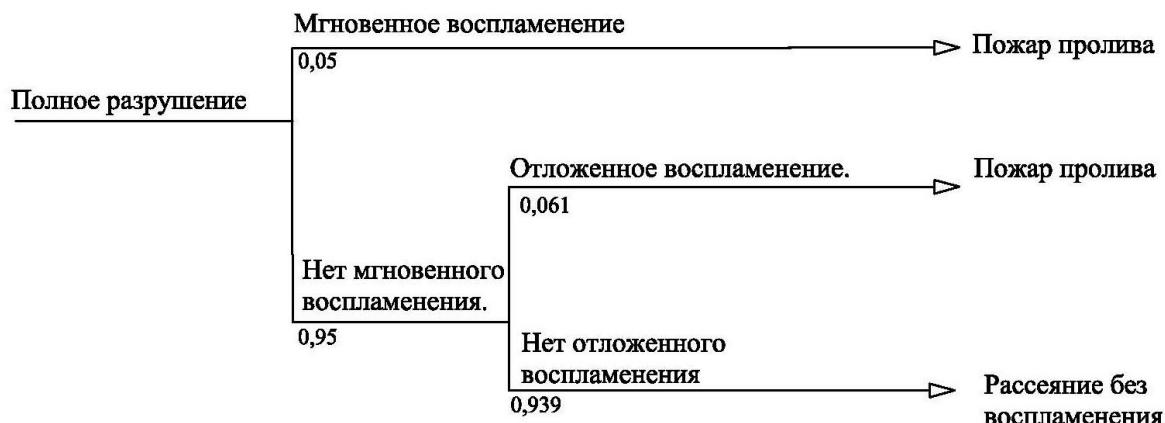 Мгновенное воспламенение
0,05
Пожар пролива
Полное разрушение
Отложенное воспламенение.
0,061
Пожар пролива
Нет мгновенного
воспламенения.
0,95
Нет отложенного
воспламенения
0,939
Рассеяние без
воспламенения